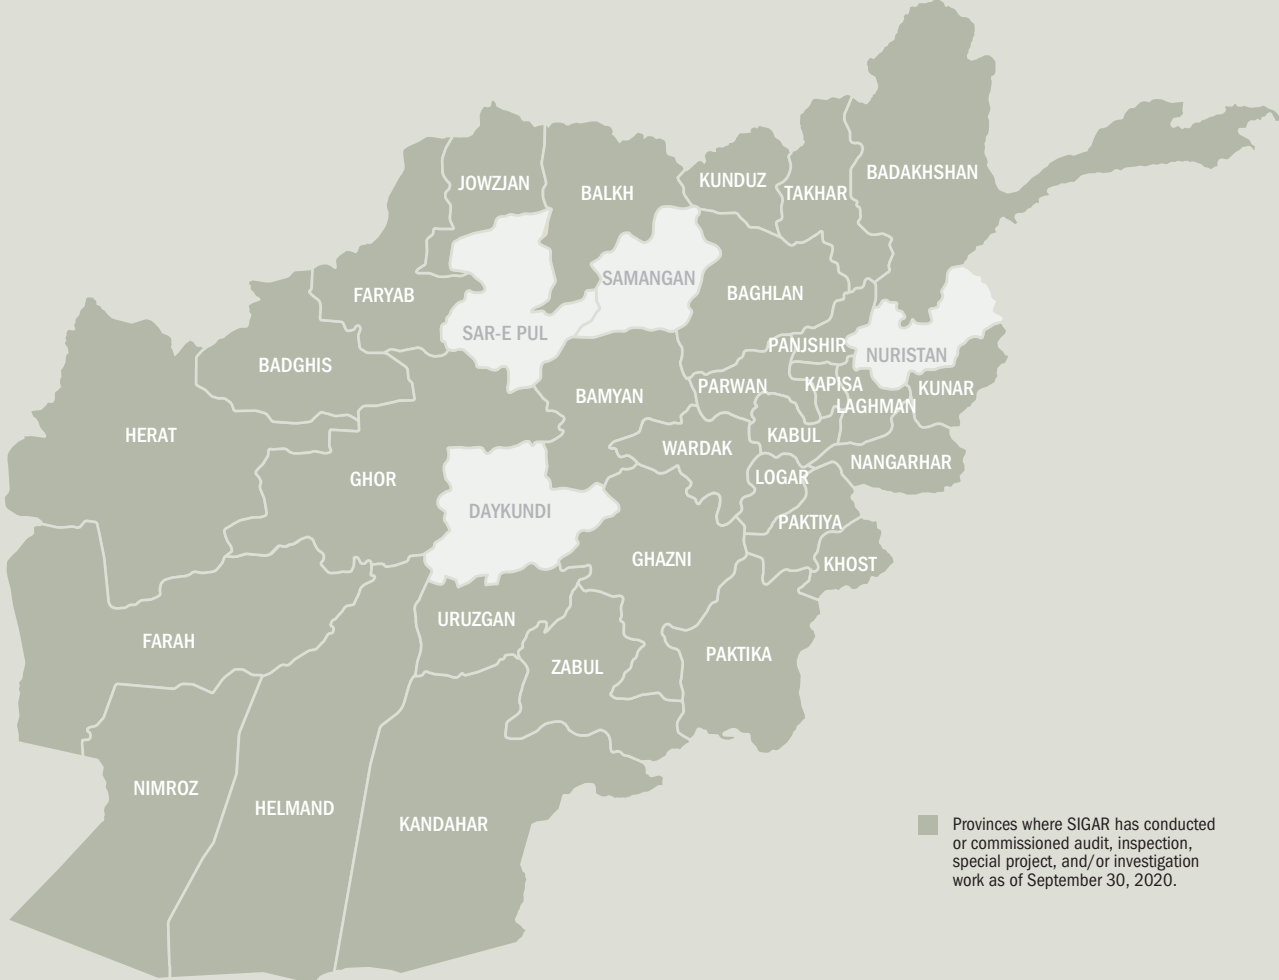 BADAKHSHAN
JOWZJAN
BALKH
KUNDUZ
TAKHAR
SAMANGAN
BAGHLAN
FARYAB
SAR-E PUL
PANJSHIR
NURISTAN
BADGHIS
BAMYAN
PARWAN
KAPISA
KUNAR
LAGHMAN
HERAT
WARDAK
KABUL
NANGARHAR
GHOR
LOGAR
DAYKUNDI
PAKTIYA
GHAZNI
KHOST
URUZGAN
FARAH
ZABUL
PAKTIKA
NIMROZ
HELMAND
KANDAHAR
Provinces where SIGAR has conducted
or commissioned audit, inspection,
special project, and/or investigation
work as of September 30, 2020.